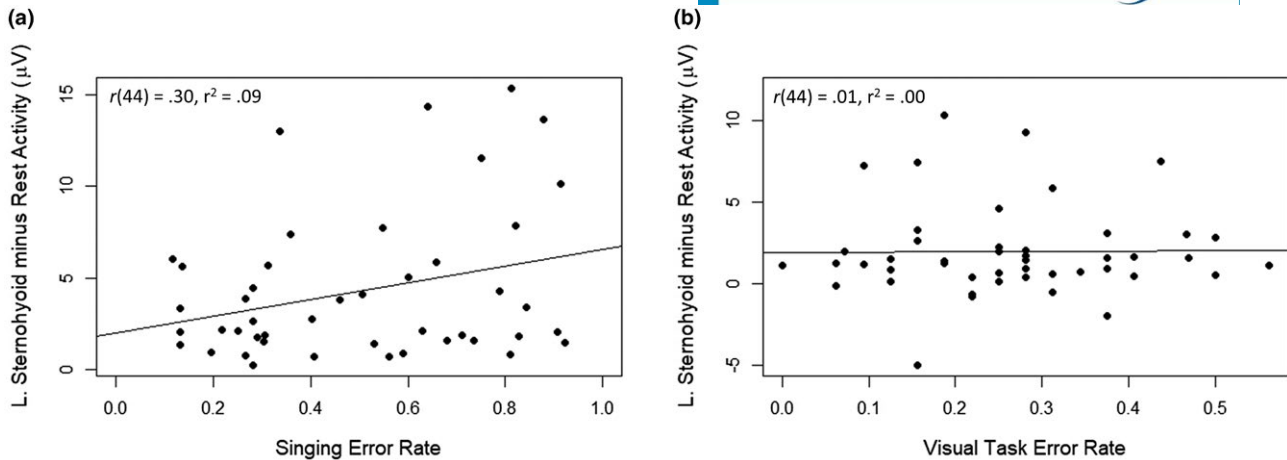 (a)
L. Sternohyoid minus Rest Activity (μV)
r(44) = .30, r² = .09
15
10
5
0
0.0 0.2 0.4 0.6 0.8 1.0
Singing Error Rate
(b)
L. Sternohyoid minus Rest Activity (μV)
r(44) = .01, r² = .00
10
5
0
-5
0.0 0.1 0.2 0.3 0.4 0.5
Visual Task Error Rate